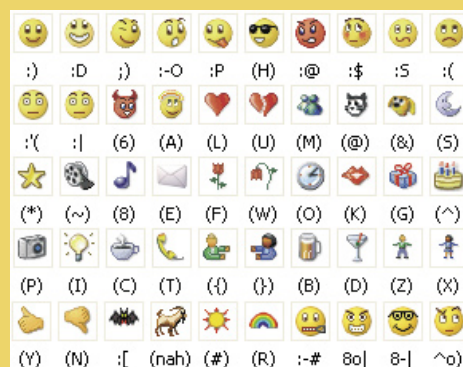 :) :D ;) :-O :P (H) :@ :$ :S :(
:'( :| (6) (A) (L) (U) (M) (@) (&) (S)
(*) (~) (8) (E) (F) (W) (O) (K) (G) (^)
(P) (I) (C) (T) ({) (}) (B) (D) (Z) (X)
(Y) (N) :[ (nah) (#) (R) :-# 8o| 8-| ^o)